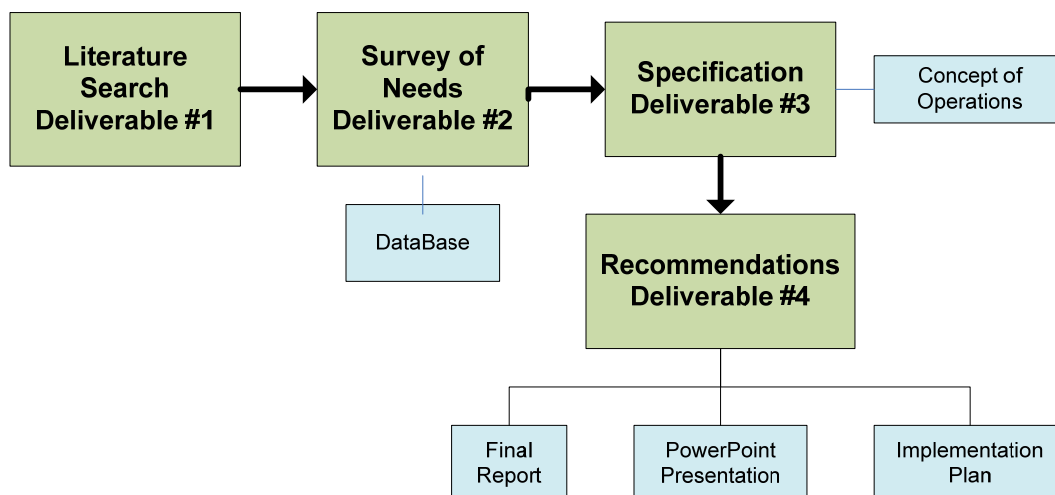 Literature
Search
Deliverable #1
Survey of
Needs
Deliverable #2
Specification
Deliverable #3
Concept of
Operations
DataBase
Recommendations
Deliverable #4
Final
Report
PowerPoint
Presentation
Implementation
Plan